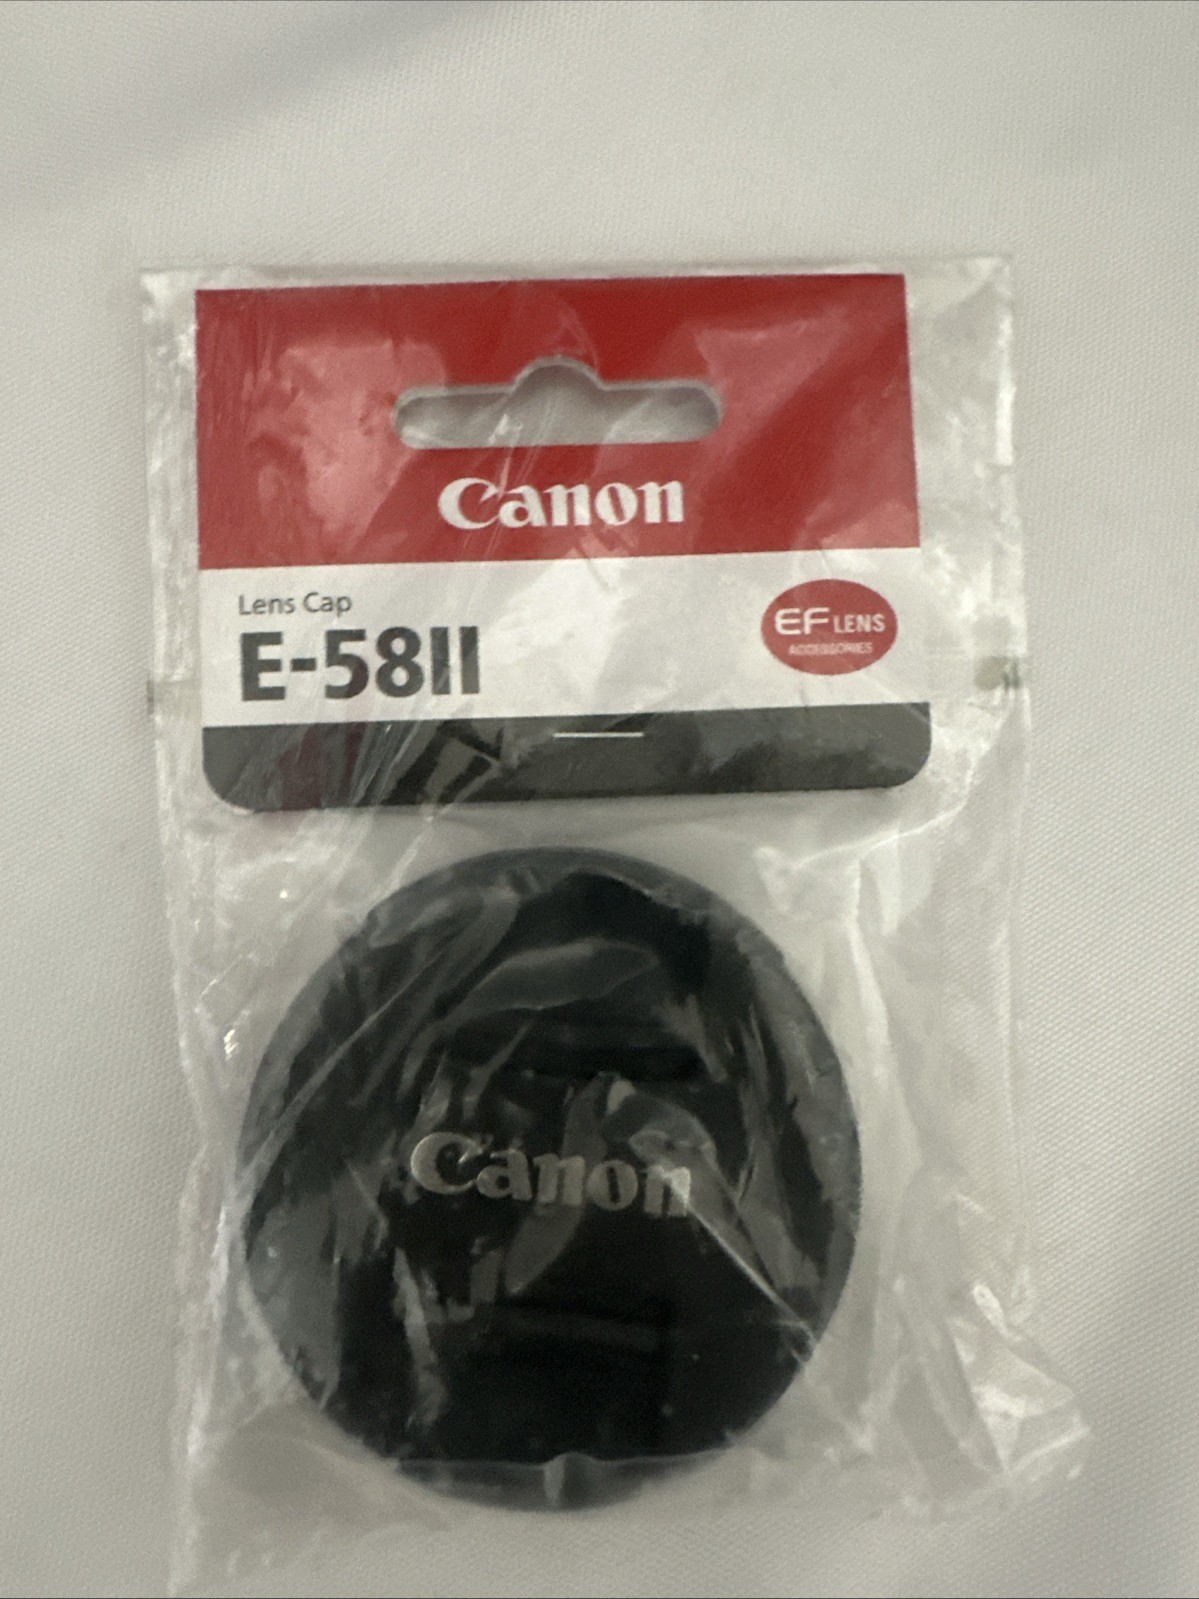 Canon
Lens Cap
E-58II
EF LENS
ACCESSORIES
Canon